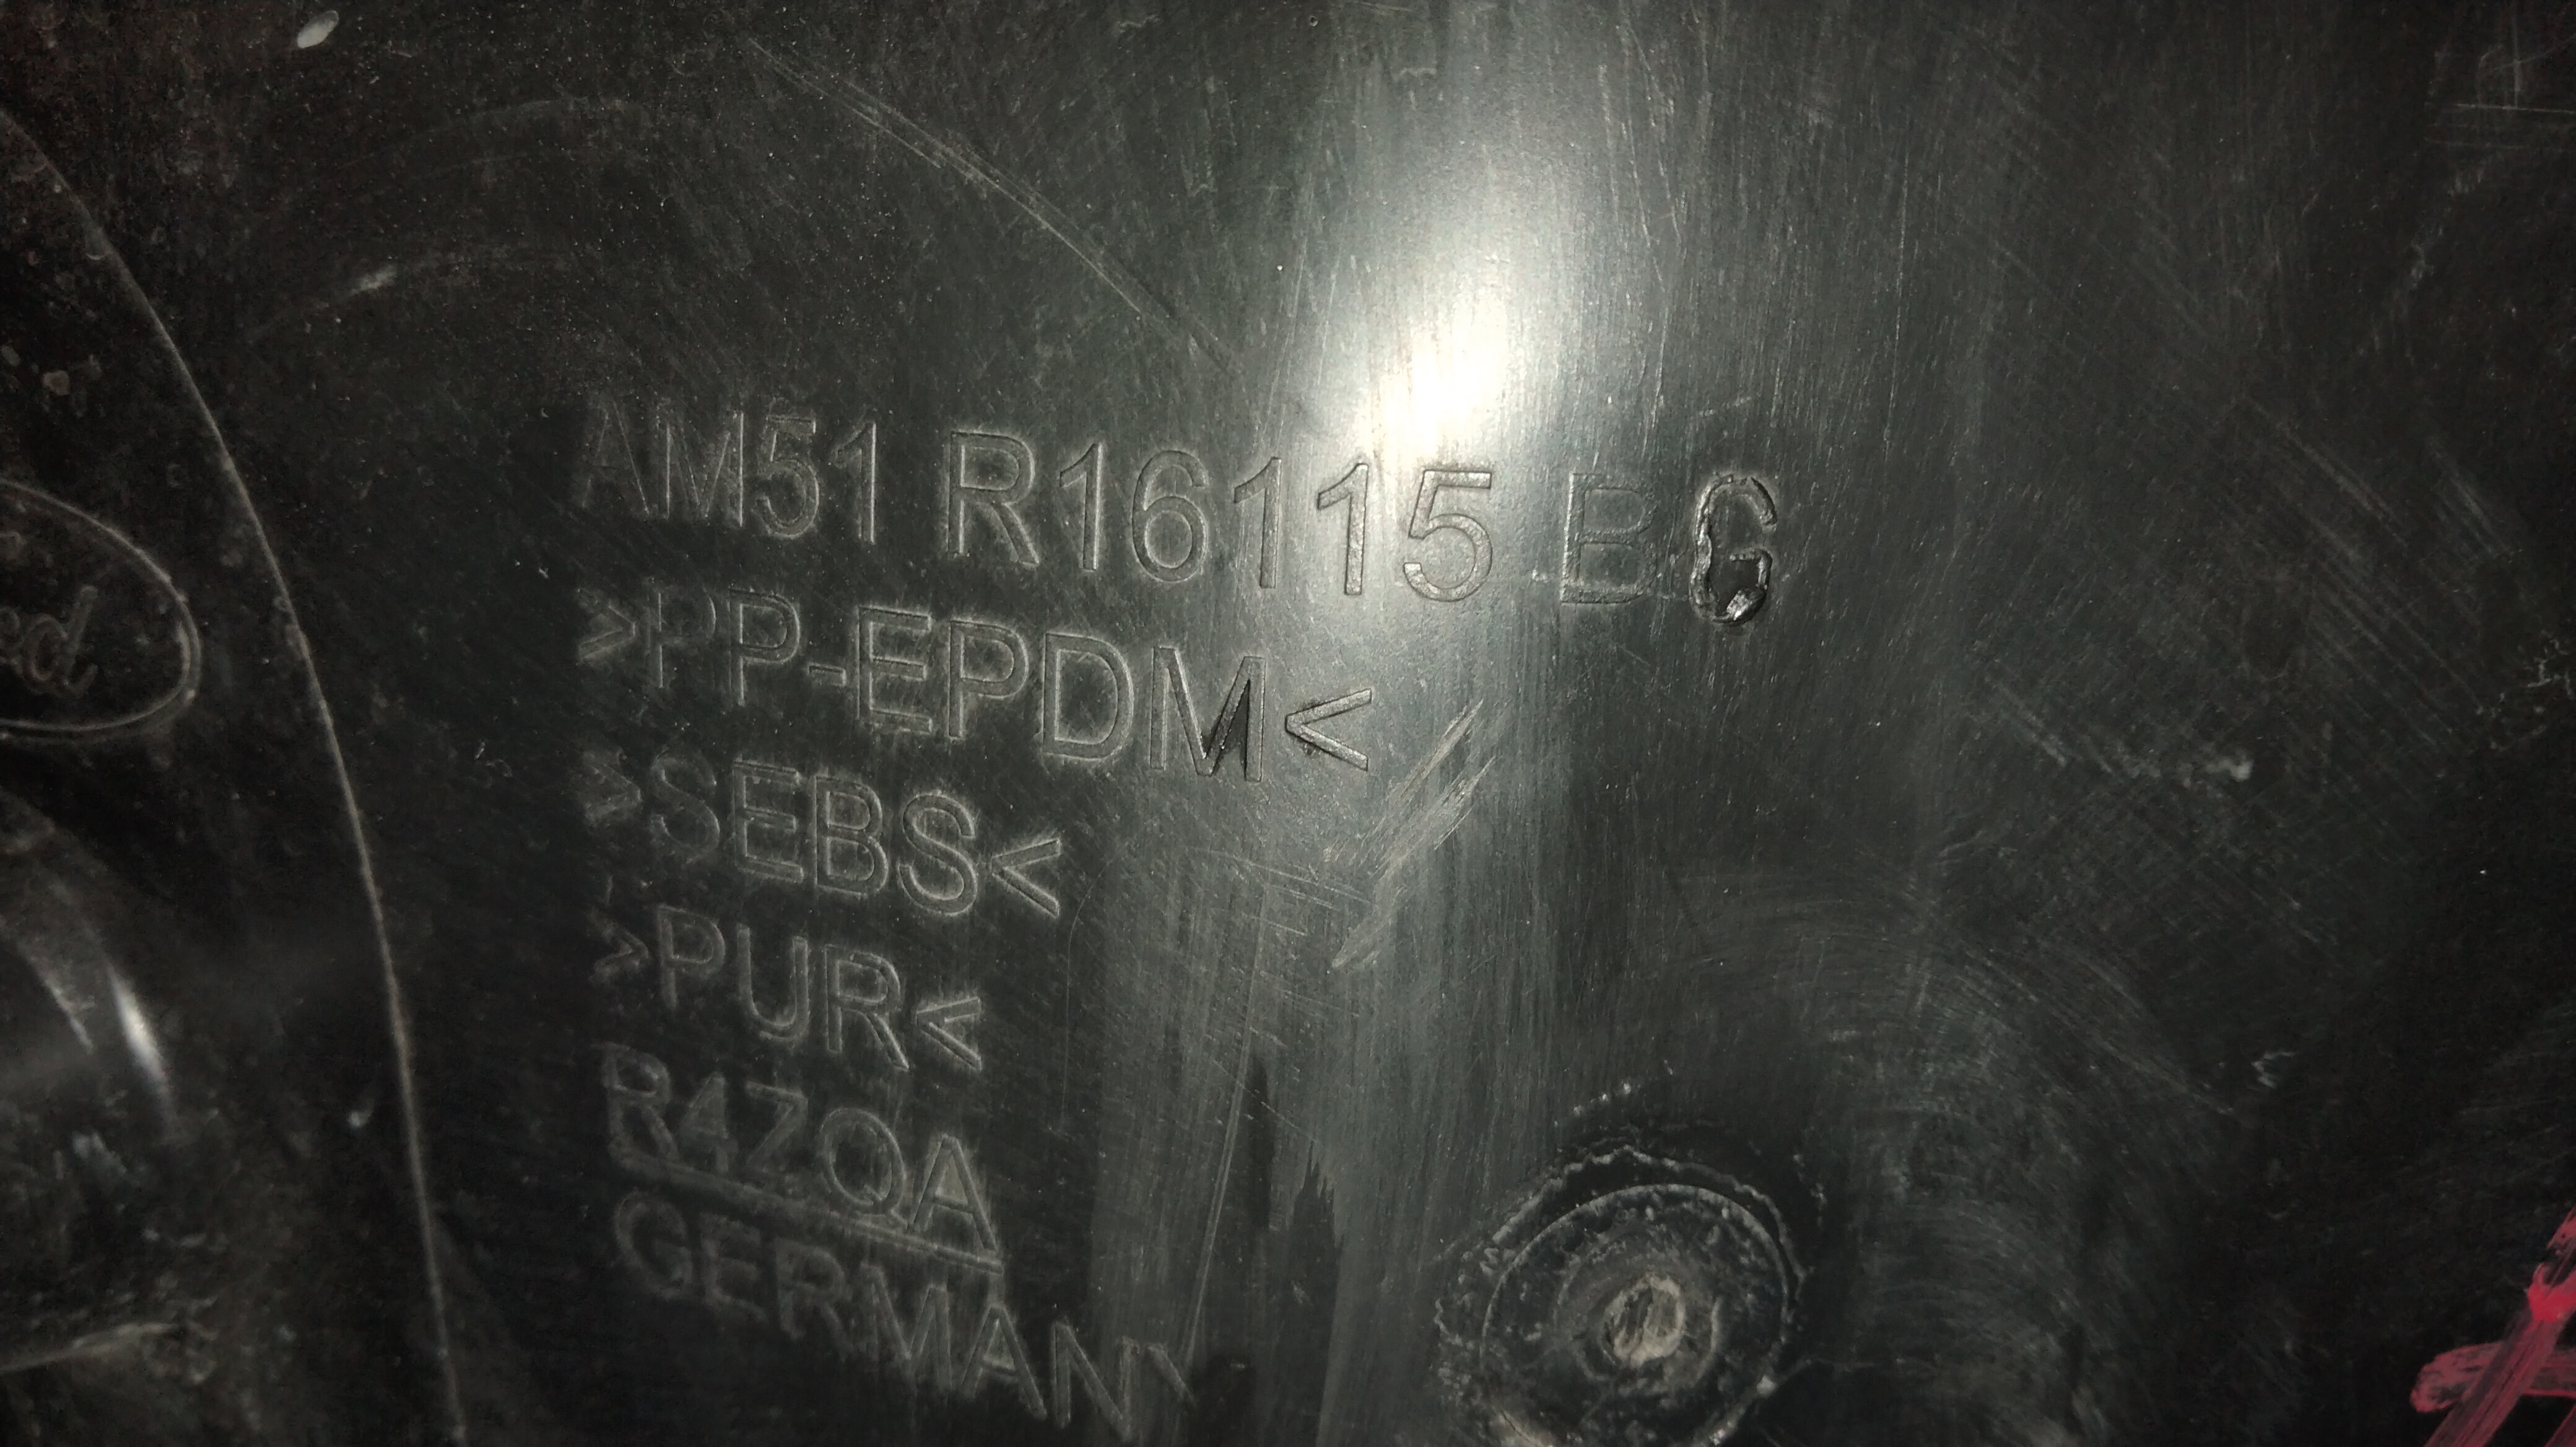 AM51 R16115 BG
>PP-EPDM<
>SEBS<
>PUR<
R4ZQA
GERMANY